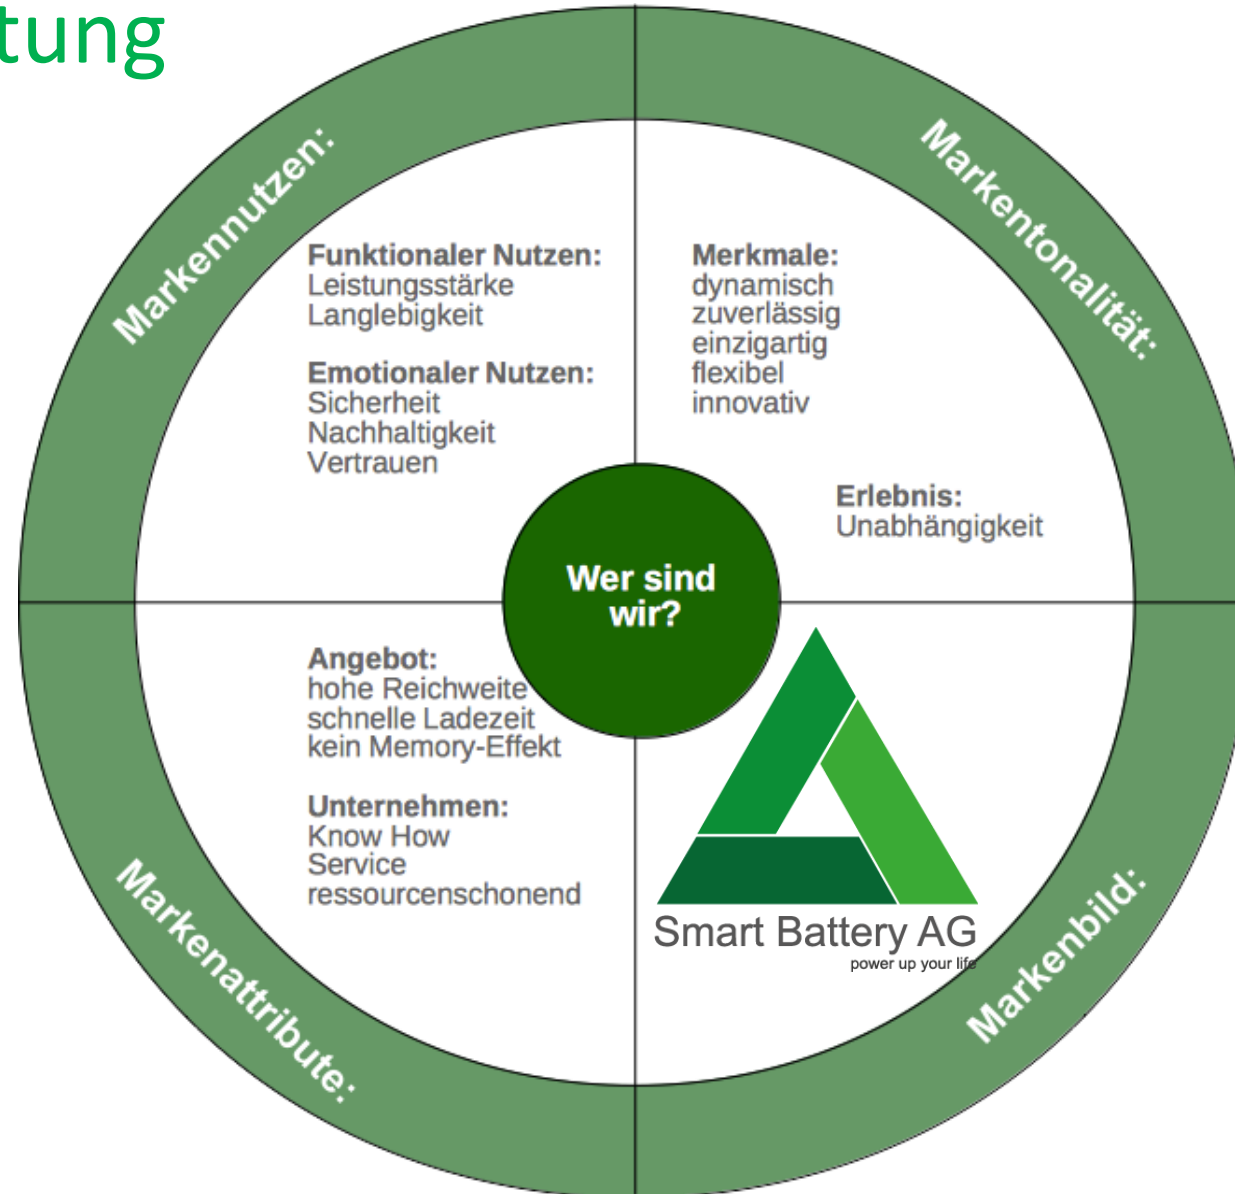 tung
Markennutzen:
Funktionaler Nutzen:
Leistungsstärke
Langlebigkeit
Emotionaler Nutzen:
Sicherheit
Nachhaltigkeit
Vertrauen
Markentonalität:
Merkmale:
dynamisch
zuverlässig
einzigartig
flexibel
innovativ
Erlebnis:
Unabhängigkeit
Wer sind
wir?
Markenattribute:
Angebot:
hohe Reichweite
schnelle Ladezeit
kein Memory-Effekt
Unternehmen:
Know How
Service
ressourcenschonend
Markenbild:
Smart Battery AG
power up your life